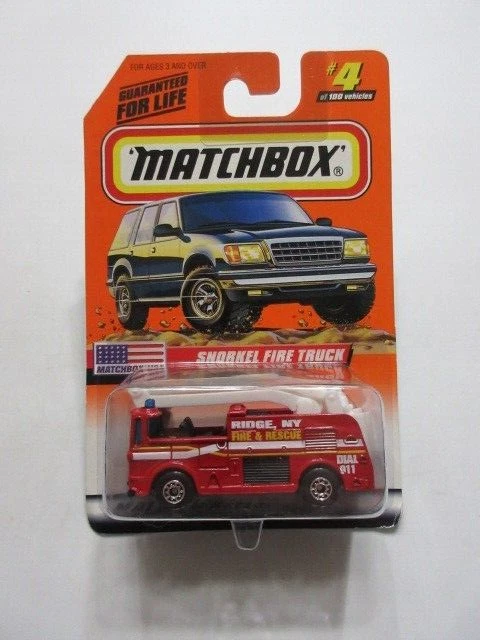 FOR AGES 3 AND OVER
GUARANTEED
FOR LIFE
#4
of 100 vehicles
'MATCHBOX'®
SNORKEL FIRE TRUCK
MATCHBOX USA
RIDGE, NY
FIRE & RESCUE
DIAL
911